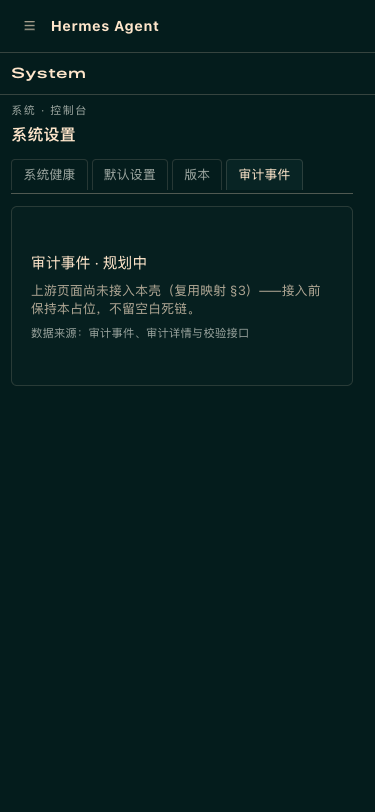 ☰ Hermes Agent
System
系统 · 控制台
系统设置
系统健康 默认设置 版本 审计事件
审计事件 · 规划中
上游页面尚未接入本壳（复用映射 §3）——接入前
保持本占位，不留空白死链。
数据来源：审计事件、审计详情与校验接口